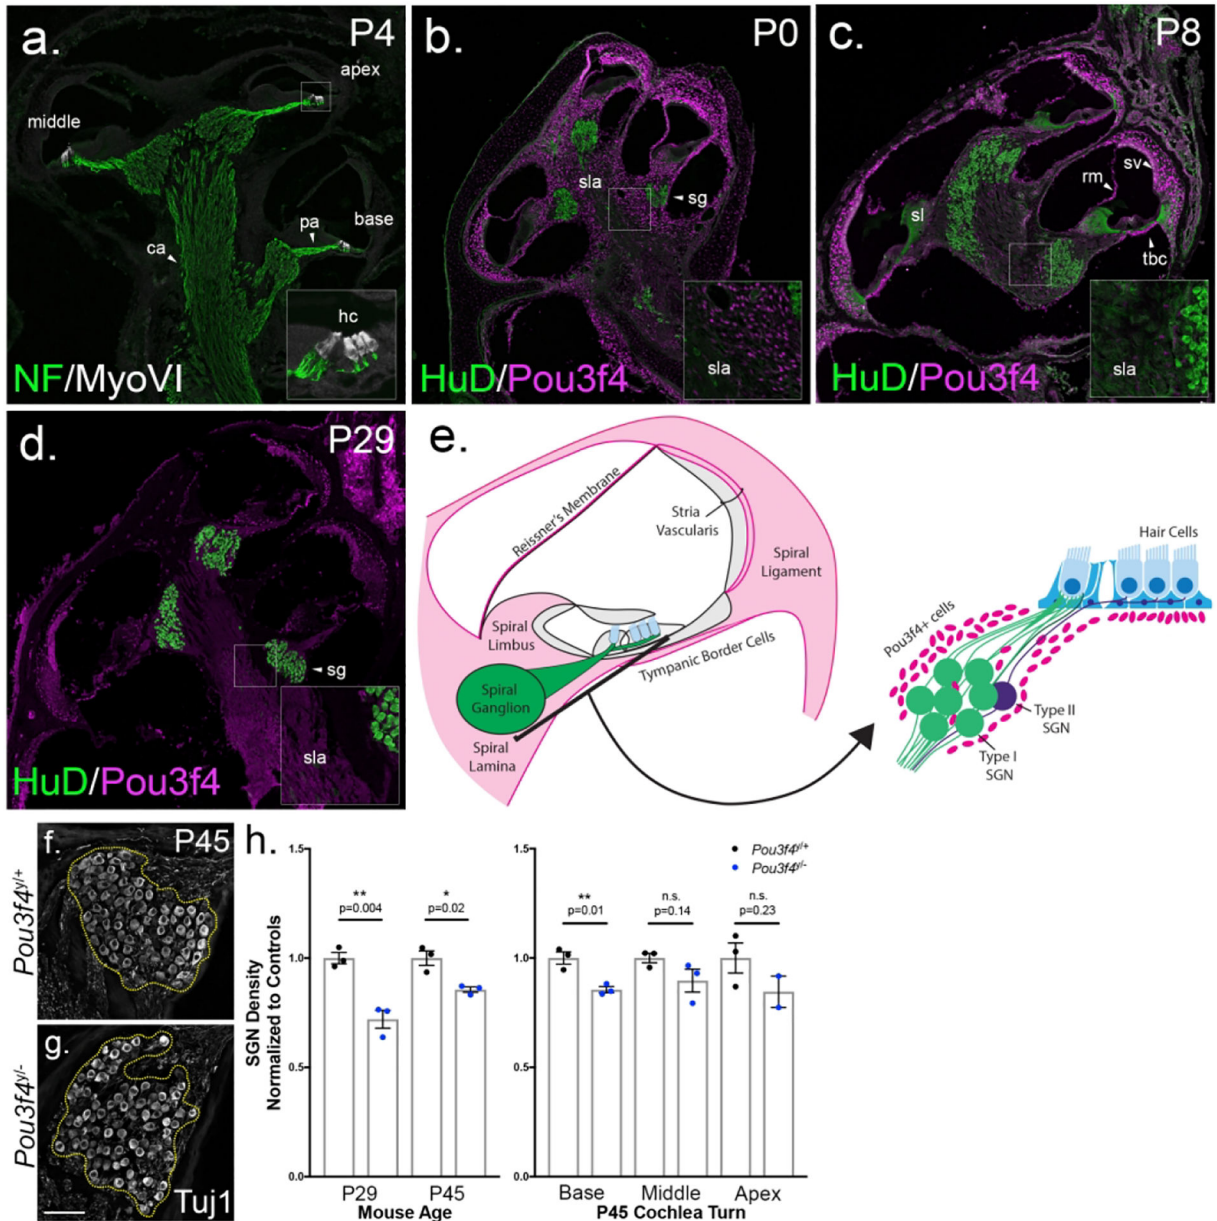 a.
P4
apex
middle
base
pa
ca
hc
NF/MyoVI
b.
P0
sla
sg
sla
HuD/Pou3f4
c.
P8
sv
rm
sl
tbc
sla
HuD/Pou3f4
d.
P29
sg
sla
HuD/Pou3f4
e.
Reissner's Membrane
Stria
Vascularis
Spiral
Ligament
Spiral
Limbus
Tympanic Border Cells
Spiral
Ganglion
Spiral
Lamina
Hair Cells
Pou3f4+ cells
Type II
SGN
Type I
SGN
f.
P45
Pou3f4y/+
g.
Pou3f4y/-
Tuj1
h.
SGN Density
Normalized to Controls
1.5
1.0
0.5
0.0
**
p=0.004
*
p=0.02
P29
P45
Mouse Age
1.5
1.0
0.5
0.0
Pou3f4y/+
Pou3f4y/-
**
p=0.01
n.s.
p=0.14
n.s.
p=0.23
Base
Middle
Apex
P45 Cochlea Turn